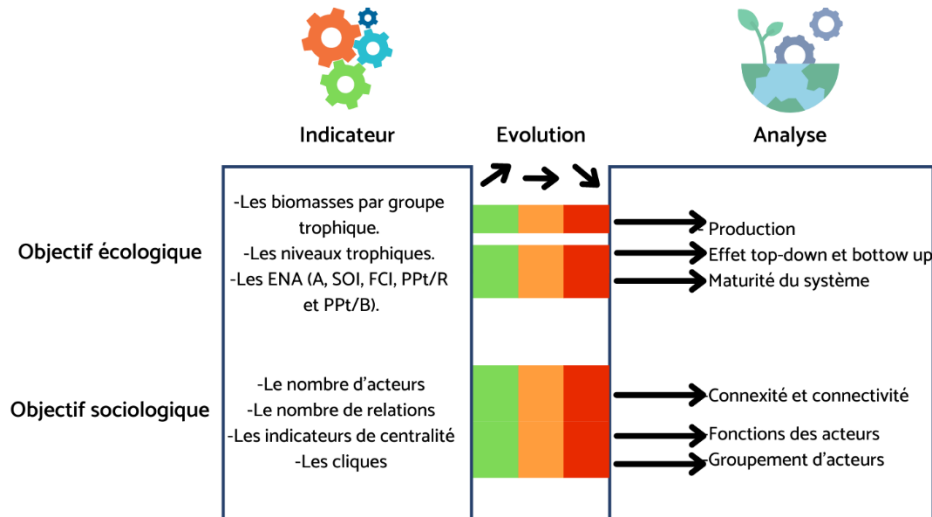 Indicateur
Evolution
Analyse
Objectif écologique
-Les biomasses par groupe
trophique.
-Les niveaux trophiques.
-Les ENA (A, SOI, FCI, PPt/R
et PPt/B).
- Production
-Effet top-down et bottow up
-Maturité du système
Objectif sociologique
-Le nombre d'acteurs
-Le nombre de relations
-Les indicateurs de centralité
-Les cliques
-Connexité et connectivité
-Fonctions des acteurs
-Groupement d'acteurs